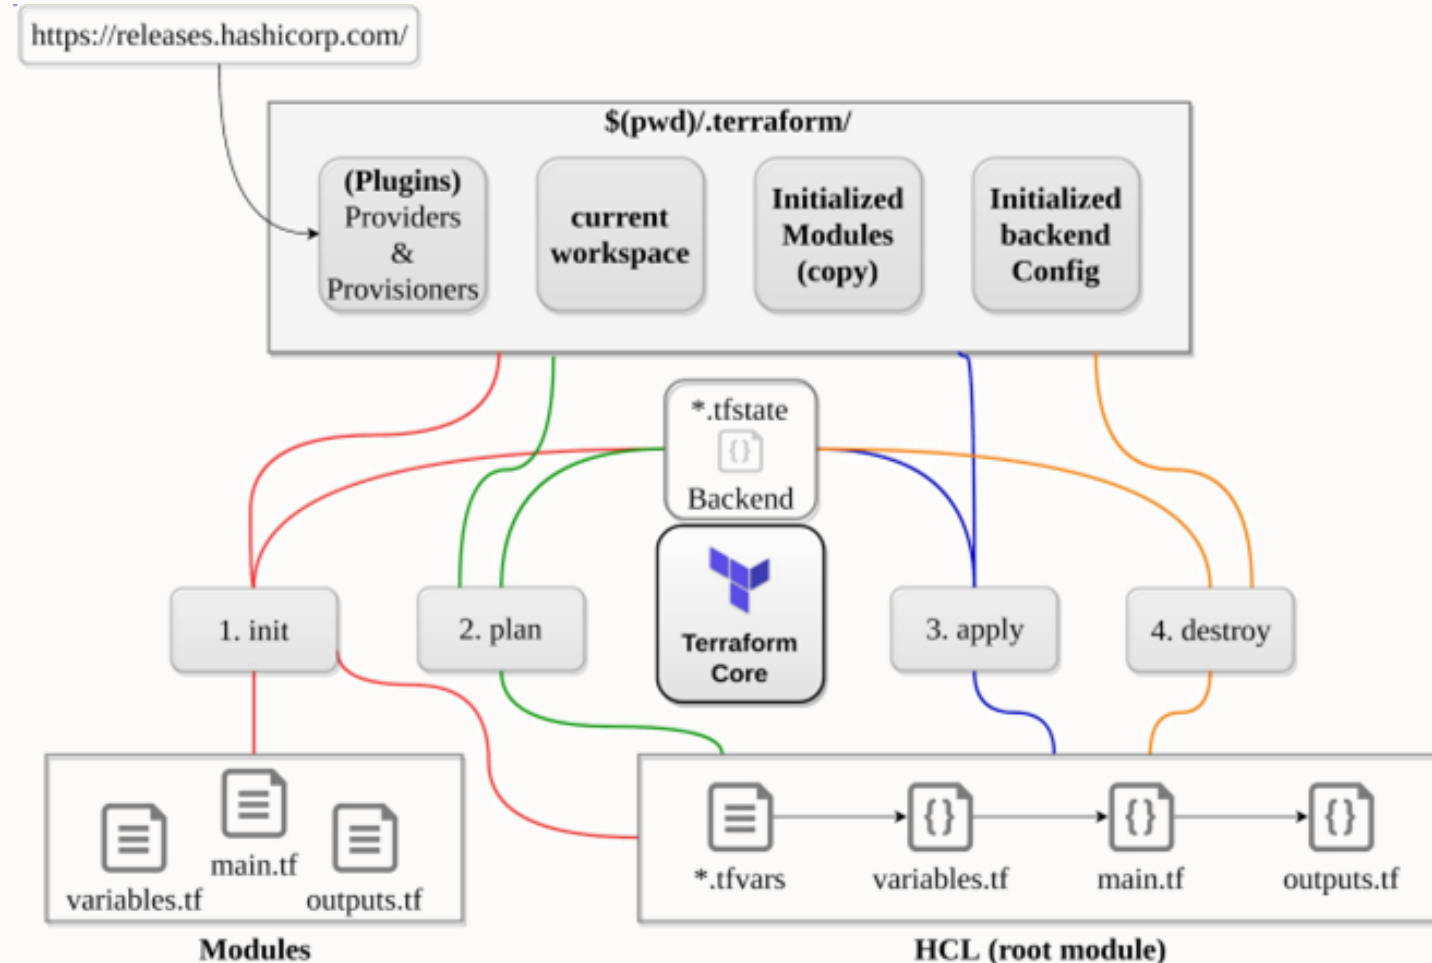 https://releases.hashicorp.com/
$(pwd)/.terraform/
(Plugins)
Providers
&
Provisioners
current
workspace
Initialized
Modules
(copy)
Initialized
backend
Config
*.tfstate
{}
Backend
1. init
2. plan
Terraform
Core
3. apply
4. destroy
variables.tf
main.tf
outputs.tf
Modules
*.tfvars
{}
variables.tf
{}
main.tf
{}
outputs.tf
HCL (root module)